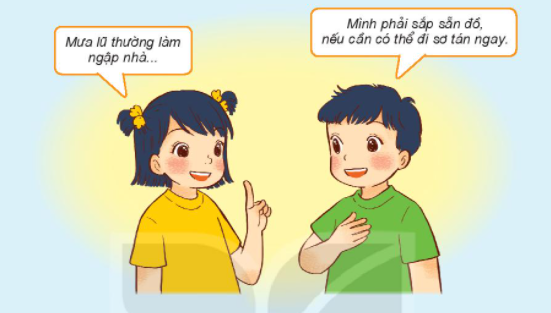 Mưa lũ thường làm
ngập nhà...
Mình phải sắp sẵn đồ,
nếu cần có thể đi sơ tán ngay.